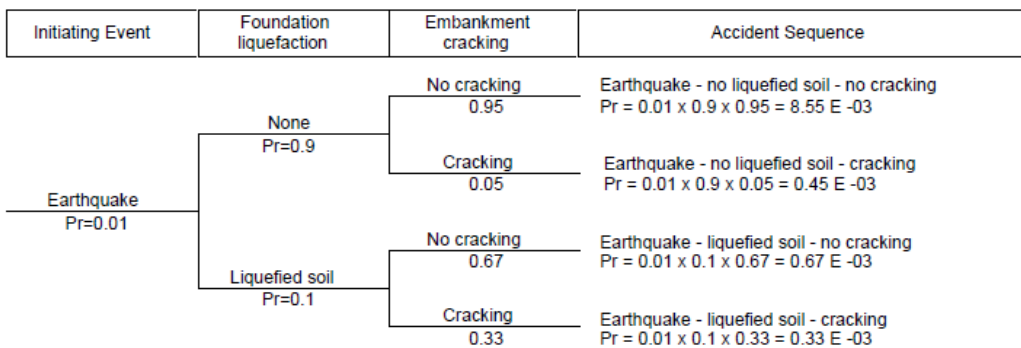 Initiating Event
Foundation
liquefaction
Embankment
cracking
Accident Sequence
No cracking
0.95
Earthquake - no liquefied soil - no cracking
Pr = 0.01 x 0.9 x 0.95 = 8.55 E -03
None
Pr=0.9
Cracking
0.05
Earthquake - no liquefied soil - cracking
Pr = 0.01 x 0.9 x 0.05 = 0.45 E -03
Earthquake
Pr=0.01
No cracking
0.67
Earthquake - liquefied soil - no cracking
Pr = 0.01 x 0.1 x 0.67 = 0.67 E -03
Liquefied soil
Pr=0.1
Cracking
0.33
Earthquake - liquefied soil - cracking
Pr = 0.01 x 0.1 x 0.33 = 0.33 E -03